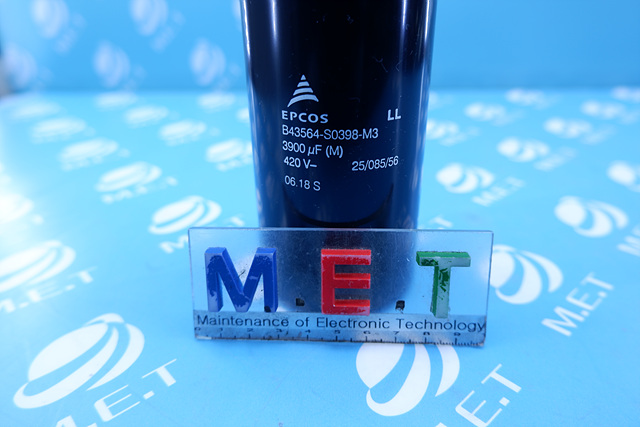 EPCOS LL
B43564-S0398-M3
3900 µF (M)
420 V– 25/085/56
06.18 S
M.E.T
Maintenance of Electronic Technology
M.E.T
M.E.T
M.E.T
M.E.T
M.E.T